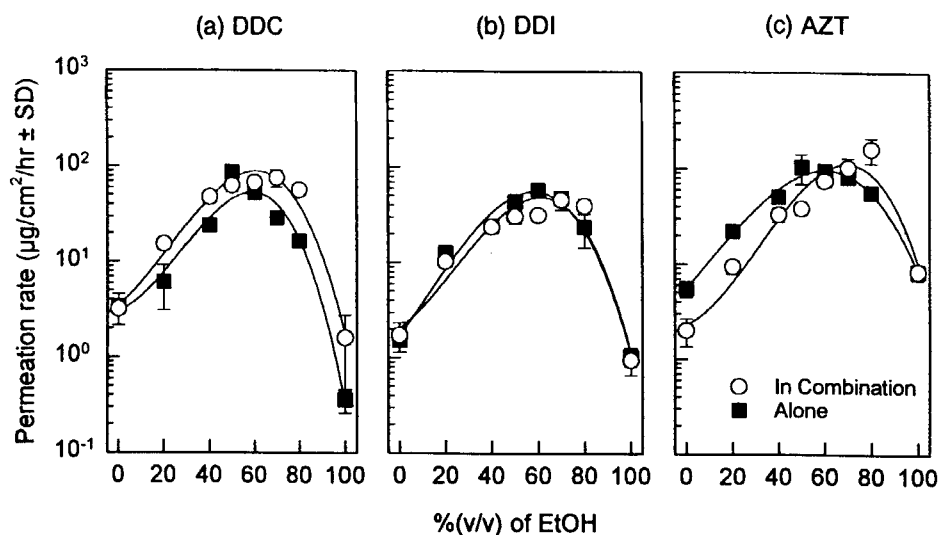 (a) DDC
(b) DDI
(c) AZT
Permeation rate (µg/cm²/hr ± SD)
10³
10²
10¹
10⁰
10⁻¹
0 20 40 60 80 100
0 20 40 60 80 100
0 20 40 60 80 100
In Combination
Alone
%(v/v) of EtOH